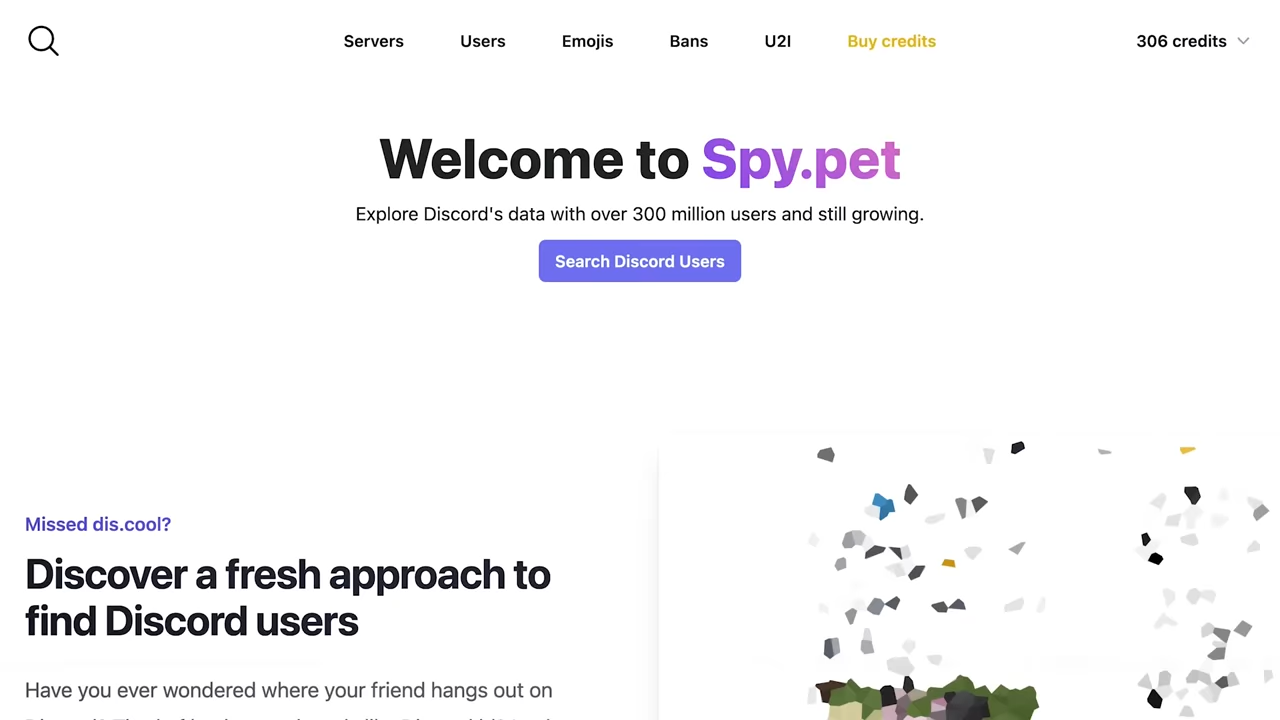 Servers Users Emojis Bans U2I Buy credits 306 credits
Welcome to Spy.pet
Explore Discord's data with over 300 million users and still growing.
Search Discord Users
Missed dis.cool?
Discover a fresh approach to
find Discord users
Have you ever wondered where your friend hangs out on